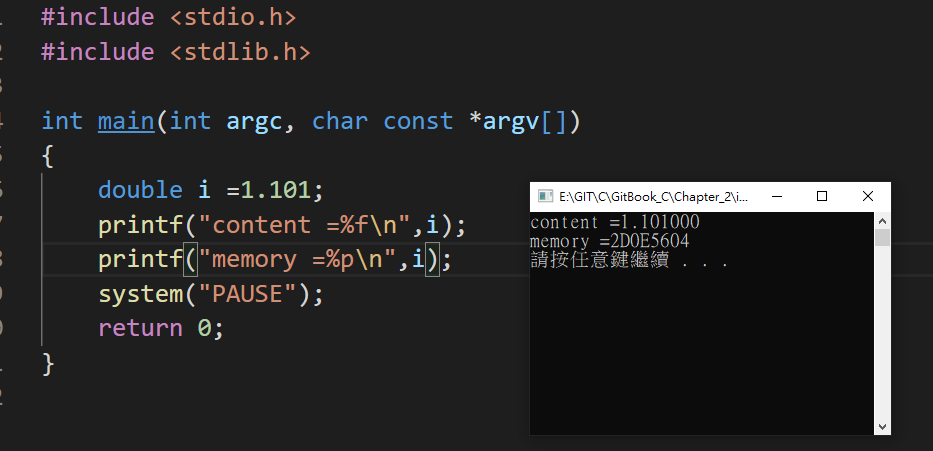 #include <stdio.h>
#include <stdlib.h>
int main(int argc, char const *argv[])
{
double i =1.101;
printf("content =%f\n",i);
printf("memory =%p\n",i);
system("PAUSE");
return 0;
}
E:\GIT\C\GitBook_C\Chapter_2\i...
content =1.101000
memory =2D0E5604
請按任意鍵繼續 . . .